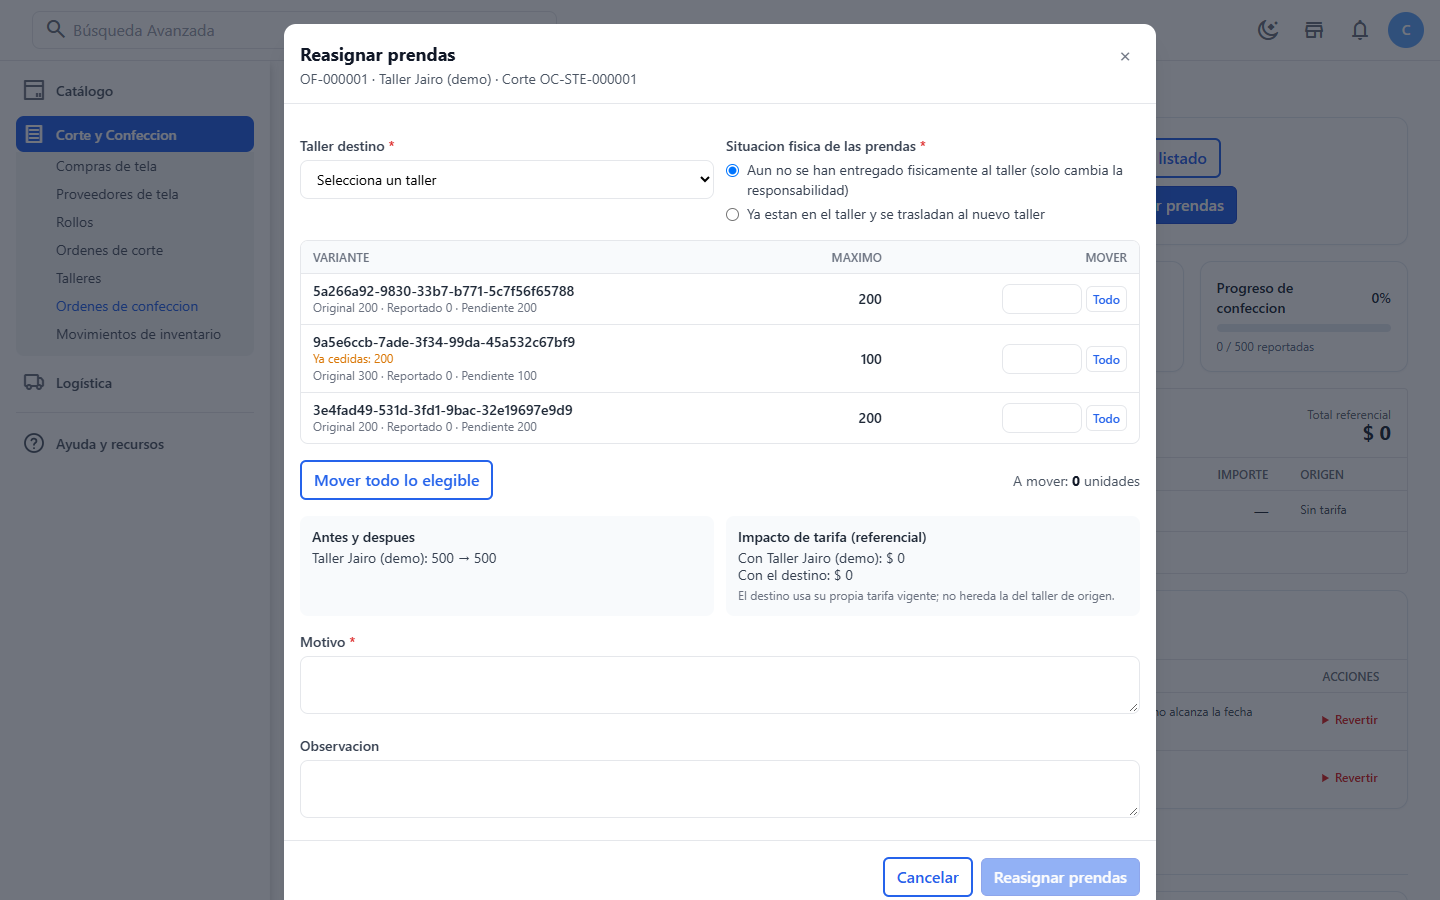 Búsqueda Avanzada
C
Catálogo
Corte y Confeccion
Compras de tela
Proveedores de tela
Rollos
Ordenes de corte
Talleres
Ordenes de confeccion
Movimientos de inventario
Logística
Ayuda y recursos
Reasignar prendas
×
OF-000001 · Taller Jairo (demo) · Corte OC-STE-000001
Taller destino *
Selecciona un taller
Situacion fisica de las prendas *
Aun no se han entregado fisicamente al taller (solo cambia la
responsabilidad)
Ya estan en el taller y se trasladan al nuevo taller
VARIANTE MAXIMO MOVER
5a266a92-9830-33b7-b771-5c7f56f65788
Original 200 · Reportado 0 · Pendiente 200
200 Todo
9a5e6ccb-7ade-3f34-99da-45a532c67bf9
Ya cedidas: 200
Original 300 · Reportado 0 · Pendiente 100
100 Todo
3e4fad49-531d-3fd1-9bac-32e19697e9d9
Original 200 · Reportado 0 · Pendiente 200
200 Todo
Mover todo lo elegible
A mover: 0 unidades
Antes y despues
Taller Jairo (demo): 500 → 500
Impacto de tarifa (referencial)
Con Taller Jairo (demo): $ 0
Con el destino: $ 0
El destino usa su propia tarifa vigente; no hereda la del taller de origen.
Motivo *
Observacion
Cancelar
Reasignar prendas
listado
r prendas
Progreso de
confeccion
0%
0 / 500 reportadas
Total referencial
$ 0
IMPORTE ORIGEN
— Sin tarifa
ACCIONES
no alcanza la fecha
Revertir
Revertir